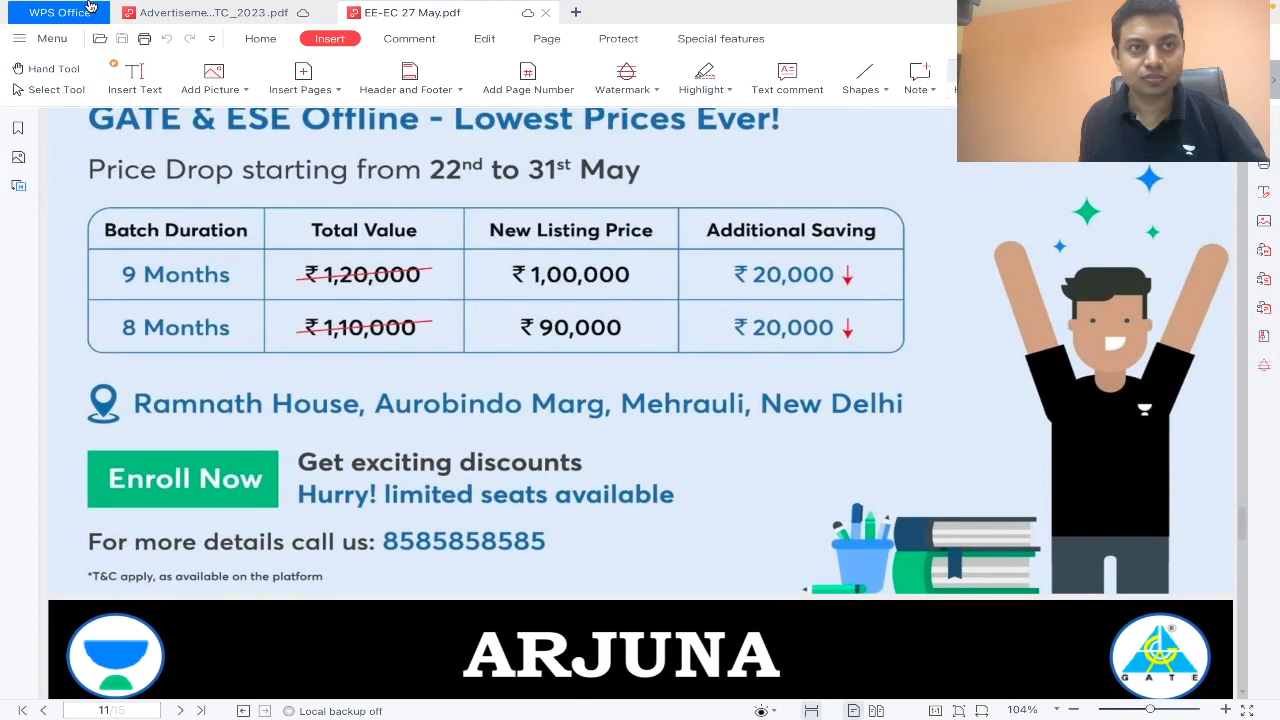 WPS Office
Advertiseme...TC_2023.pdf
EE-EC 27 May.pdf
Menu
Home
Insert
Comment
Edit
Page
Protect
Special features
Hand Tool
Select Tool
Insert Text
Add Picture
Insert Pages
Header and Footer
Add Page Number
Watermark
Highlight
Text comment
Shapes
Note
GATE & ESE Offline - Lowest Prices Ever!
Price Drop starting from 22nd to 31st May
Batch Duration Total Value New Listing Price Additional Saving
9 Months ₹ 1,20,000 ₹ 1,00,000 ₹ 20,000 ↓
8 Months ₹ 1,10,000 ₹ 90,000 ₹ 20,000 ↓
Ramnath House, Aurobindo Marg, Mehrauli, New Delhi
Enroll Now
Get exciting discounts
Hurry! limited seats available
For more details call us: 8585858585
*T&C apply, as available on the platform
ARJUNA
GATE
11/15
Local backup off
104%